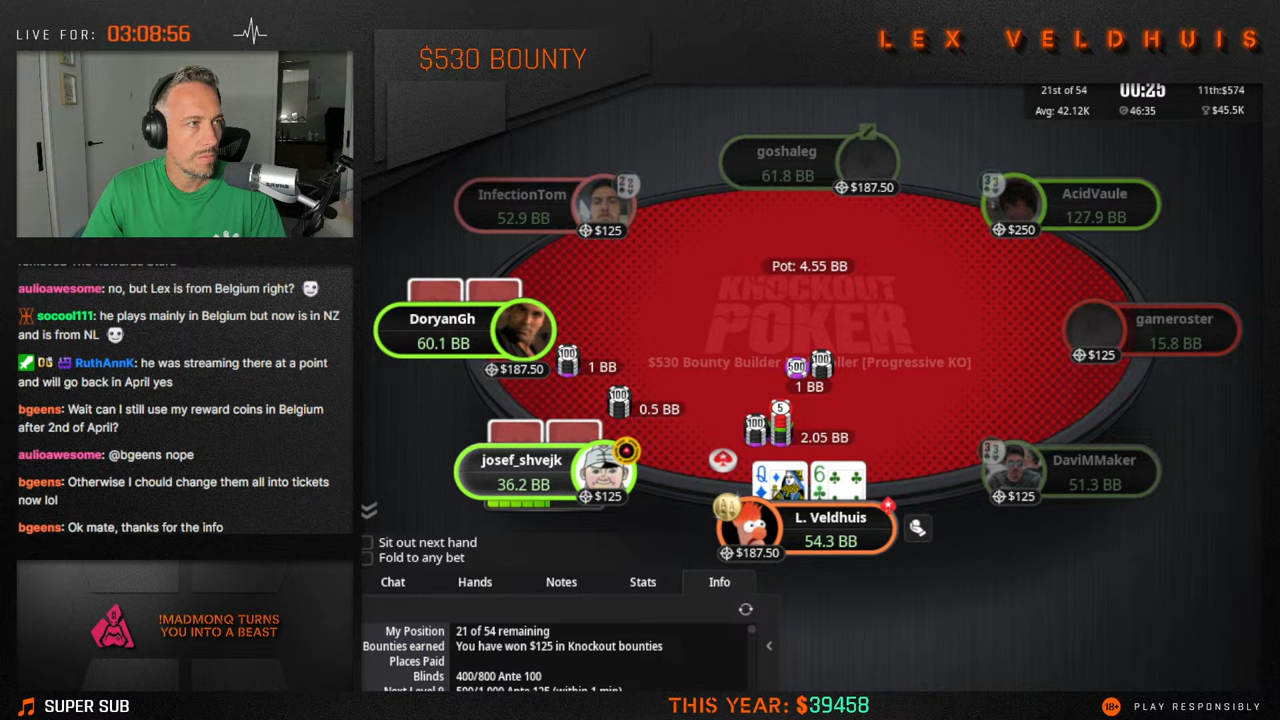 LIVE FOR: 03:08:56
$530 BOUNTY
LEX VELDHUIS
21st of 54
00:25
11th:$574
Avg: 42.12K
46:35
$45.5K
goshaleg
61.8 BB
$187.50
InfectionTom
52.9 BB
$125
AcidVaule
127.9 BB
$250
Pot: 4.55 BB
KNOCKOUT
POKER
$530 Bounty Builder
ller [Progressive KO]
DoryanGh
60.1 BB
$187.50
gameroster
15.8 BB
$125
100
1 BB
100
0.5 BB
500
100
1 BB
100
5
2.05 BB
josef_shvejk
36.2 BB
$125
Q
6
DaviMMaker
51.3 BB
$125
L. Veldhuis
54.3 BB
$187.50
aulioawesome: no, but Lex is from Belgium right?
socool111: he plays mainly in Belgium but now is in NZ
and is from NL
RuthAnnK: he was streaming there at a point
and will go back in April yes
bgeens: Wait can I still use my reward coins in Belgium
after 2nd of April?
aulioawesome: @bgeens nope
bgeens: Otherwise I chould change them all into tickets
now lol
bgeens: Ok mate, thanks for the info
Sit out next hand
Fold to any bet
Chat
Hands
Notes
Stats
Info
My Position 21 of 54 remaining
Bounties earned You have won $125 in Knockout bounties
Places Paid
Blinds 400/800 Ante 100
!MADMONQ TURNS
YOU INTO A BEAST
SUPER SUB
THIS YEAR: $39458
18+ PLAY RESPONSIBLY